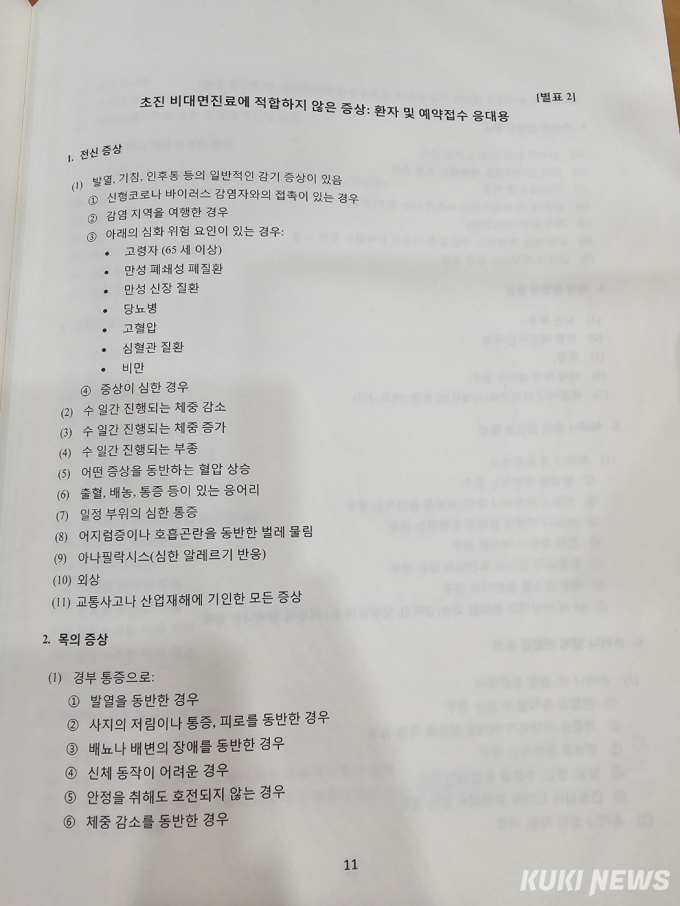 [별표 2]
초진 비대면진료에 적합하지 않은 증상: 환자 및 예약접수 응대용
1. 전신 증상
(1) 발열, 기침, 인후통 등의 일반적인 감기 증상이 있음
① 신형코로나 바이러스 감염자와의 접촉이 있는 경우
② 감염 지역을 여행한 경우
③ 아래의 심화 위험 요인이 있는 경우:
• 고령자 (65 세 이상)
• 만성 폐쇄성 폐질환
• 만성 신장 질환
• 당뇨병
• 고혈압
• 심혈관 질환
• 비만
④ 증상이 심한 경우
(2) 수 일간 진행되는 체중 감소
(3) 수 일간 진행되는 체중 증가
(4) 수 일간 진행되는 부종
(5) 어떤 증상을 동반하는 혈압 상승
(6) 출혈, 배농, 통증 등이 있는 응어리
(7) 일정 부위의 심한 통증
(8) 어지럼증이나 호흡곤란을 동반한 벌레 물림
(9) 아나필락시스(심한 알레르기 반응)
(10) 외상
(11) 교통사고나 산업재해에 기인한 모든 증상
2. 목의 증상
(1) 경부 통증으로:
① 발열을 동반한 경우
② 사지의 저림이나 통증, 피로를 동반한 경우
③ 배뇨나 배변의 장애를 동반한 경우
④ 신체 동작이 어려운 경우
⑤ 안정을 취해도 호전되지 않는 경우
⑥ 체중 감소를 동반한 경우
11
KUKI NEWS